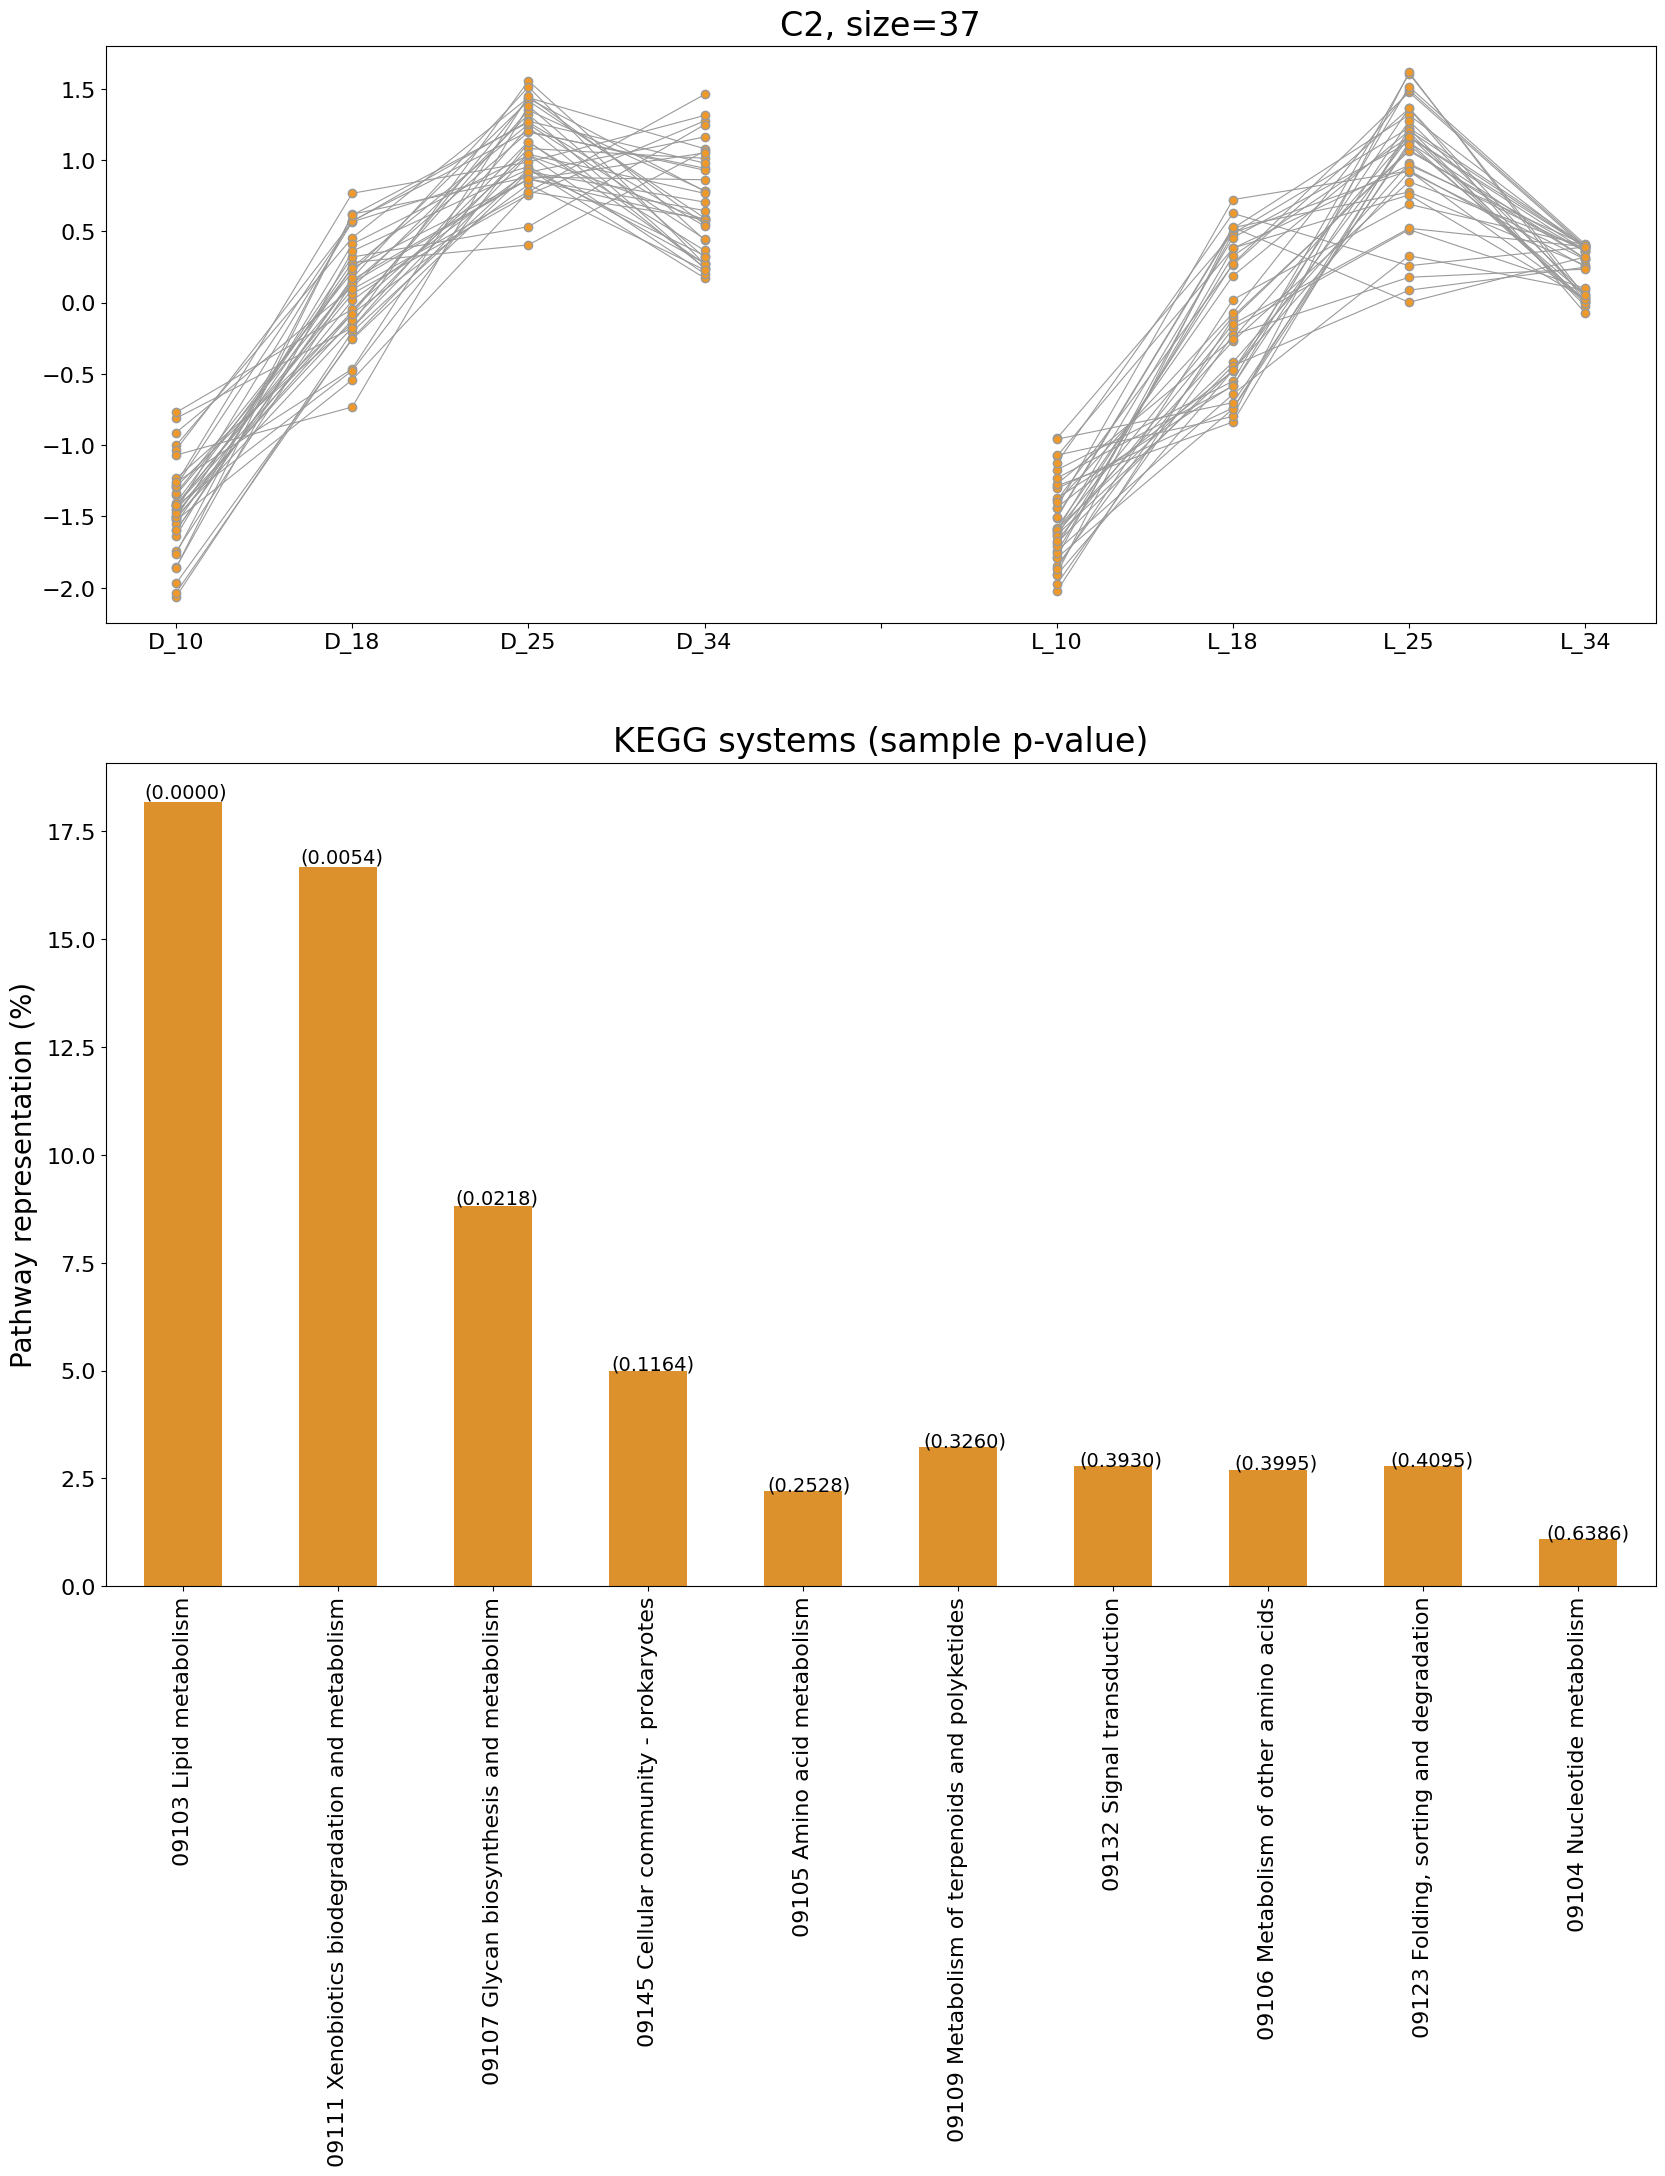 C2, size=37
1.5
1.0
0.5
0.0
−0.5
−1.0
−1.5
−2.0
D_10 D_18 D_25 D_34 L_10 L_18 L_25 L_34
KEGG systems (sample p-value)
Pathway representation (%)
17.5
15.0
12.5
10.0
7.5
5.0
2.5
0.0
(0.0000)
(0.0054)
(0.0218)
(0.1164)
(0.2528)
(0.3260)
(0.3930)
(0.3995)
(0.4095)
(0.6386)
09103 Lipid metabolism
09111 Xenobiotics biodegradation and metabolism
09107 Glycan biosynthesis and metabolism
09145 Cellular community - prokaryotes
09105 Amino acid metabolism
09109 Metabolism of terpenoids and polyketides
09132 Signal transduction
09106 Metabolism of other amino acids
09123 Folding, sorting and degradation
09104 Nucleotide metabolism